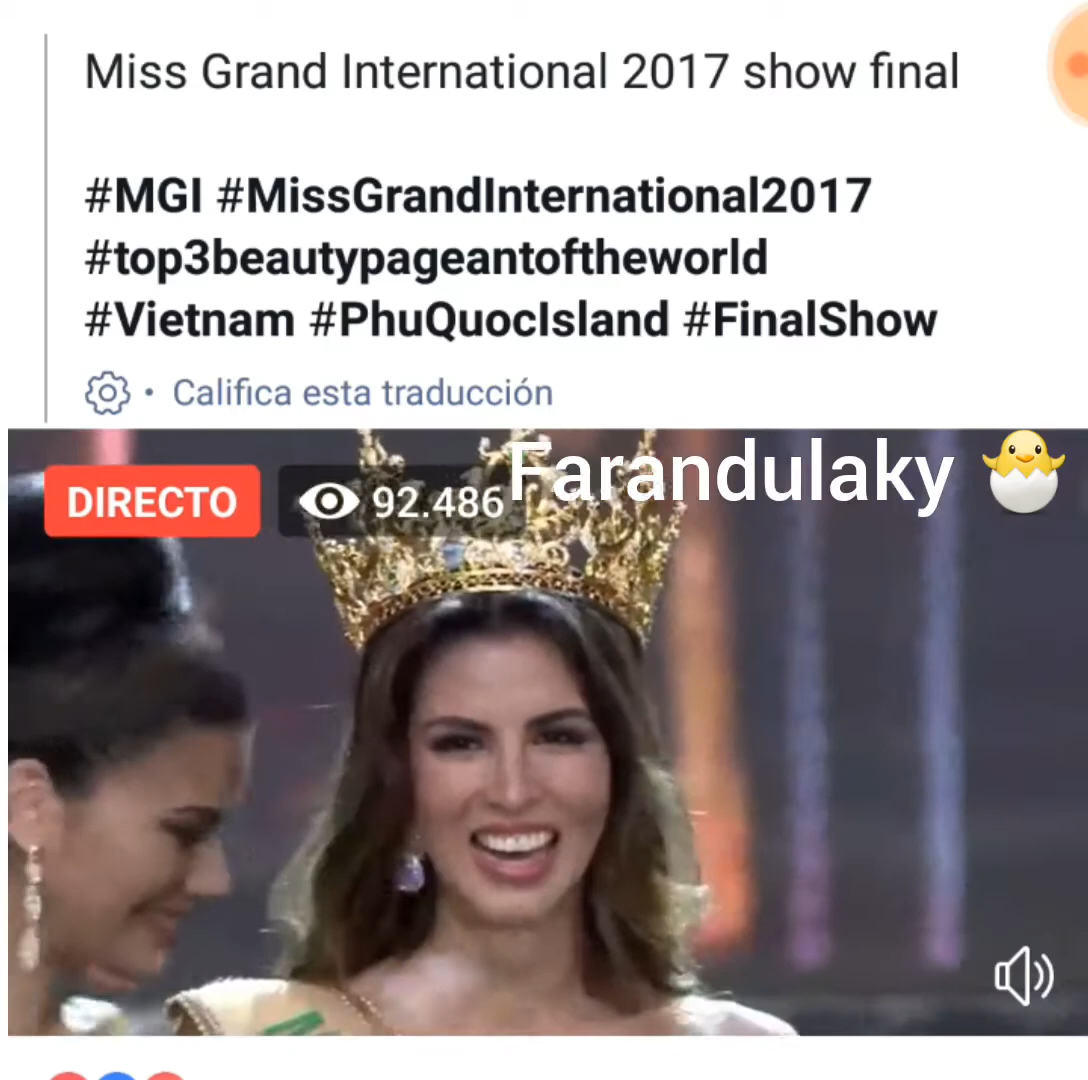 Miss Grand International 2017 show final
#MGI #MissGrandInternational2017
#top3beautypageantoftheworld
#Vietnam #PhuQuocIsland #FinalShow
• Califica esta traducción
DIRECTO 92.486 Farandulaky 🐣